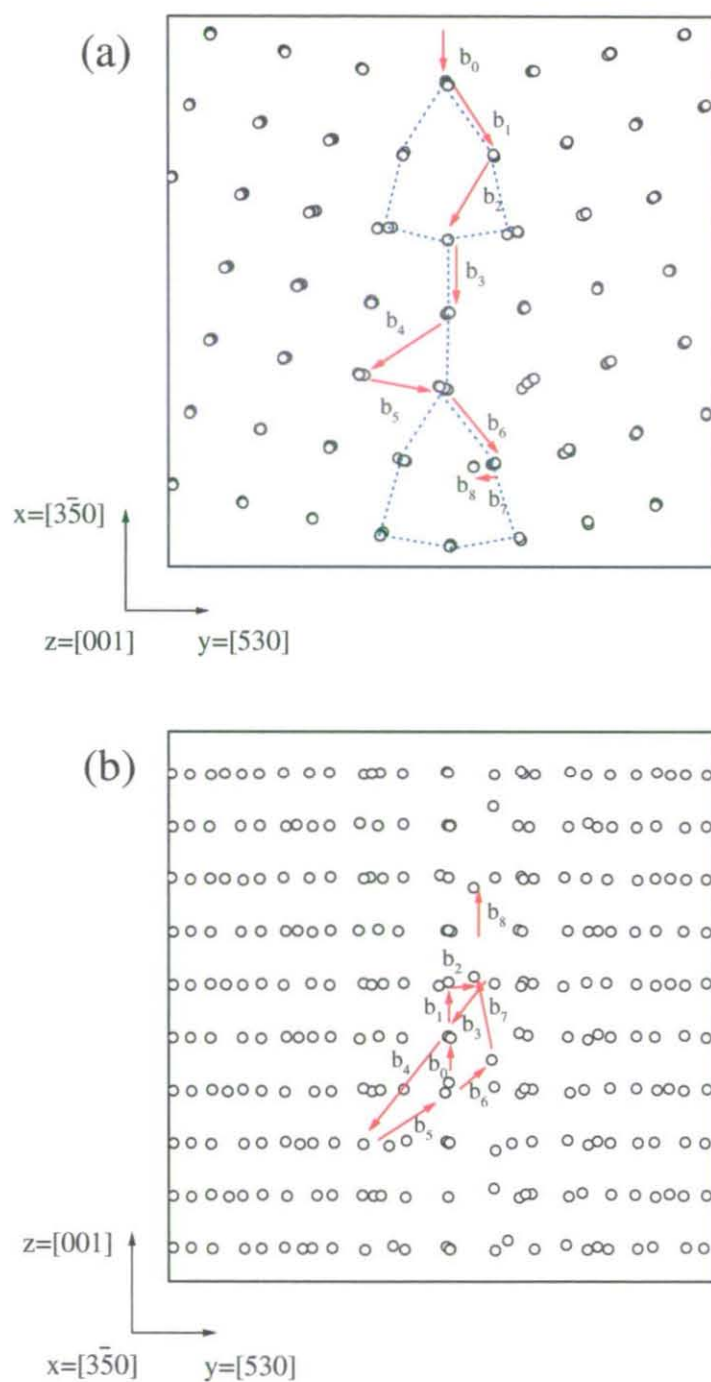 (a)
b₀
b₁
b₂
b₃
b₄
b₅
b₆
b₈
b₇
x=[35̄0]
z=[001]
y=[530]
(b)
b₈
b₂
b₁
b₇
b₃
b₄
b₀
b₆
b₅
z=[001]
x=[35̄0]
y=[530]